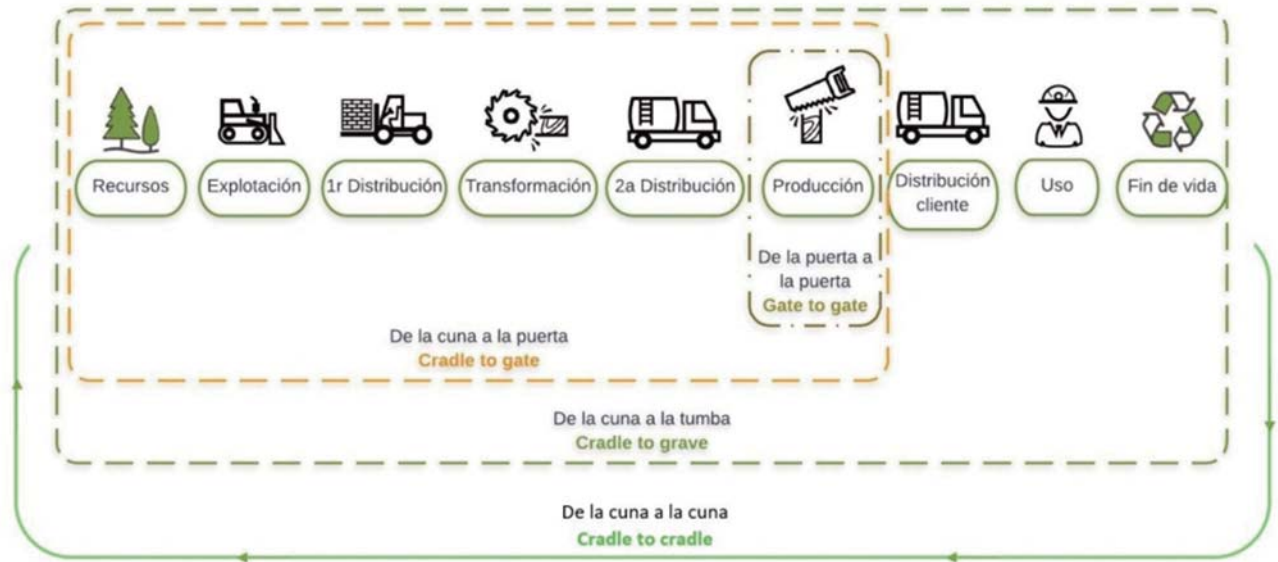 Recursos
Explotación
1r Distribución
Transformación
2a Distribución
Producción
Distribución
cliente
Uso
Fin de vida
De la puerta a
la puerta
Gate to gate
De la cuna a la puerta
Cradle to gate
De la cuna a la tumba
Cradle to grave
De la cuna a la cuna
Cradle to cradle